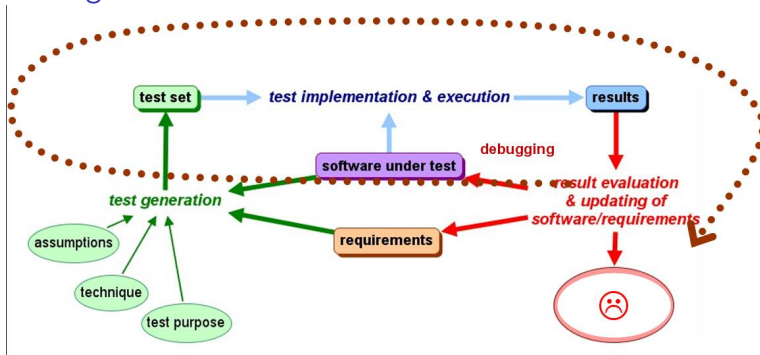 test set
test implementation & execution
results
debugging
software under test
result evaluation
& updating of
software/requirements
test generation
requirements
assumptions
technique
test purpose